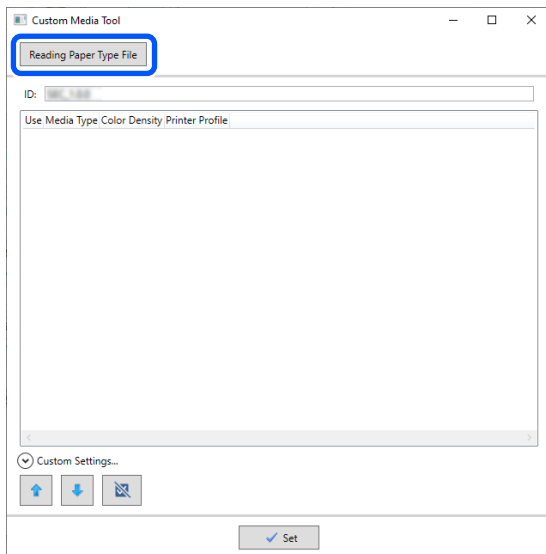 Custom Media Tool
Reading Paper Type File
ID:
Use Media Type Color Density Printer Profile
Custom Settings...
Set